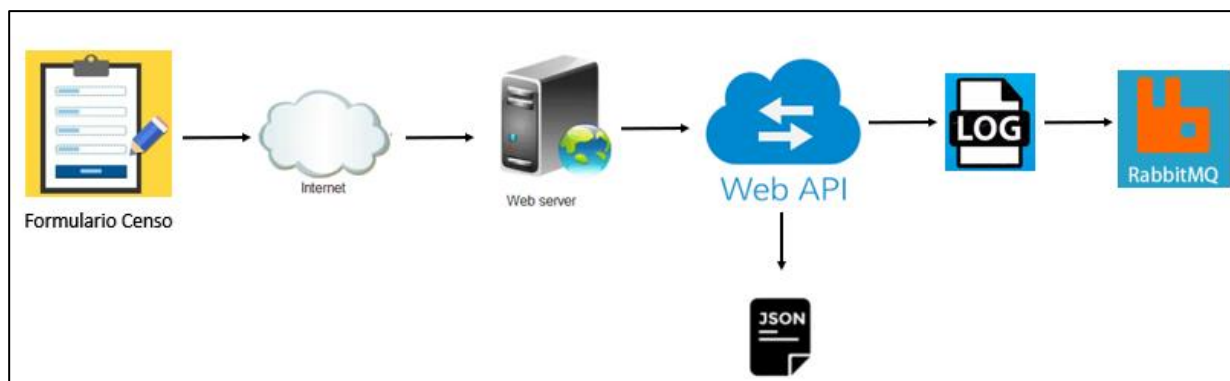 Formulario Censo
Internet
Web server
Web API
LOG
RabbitMQ
JSON